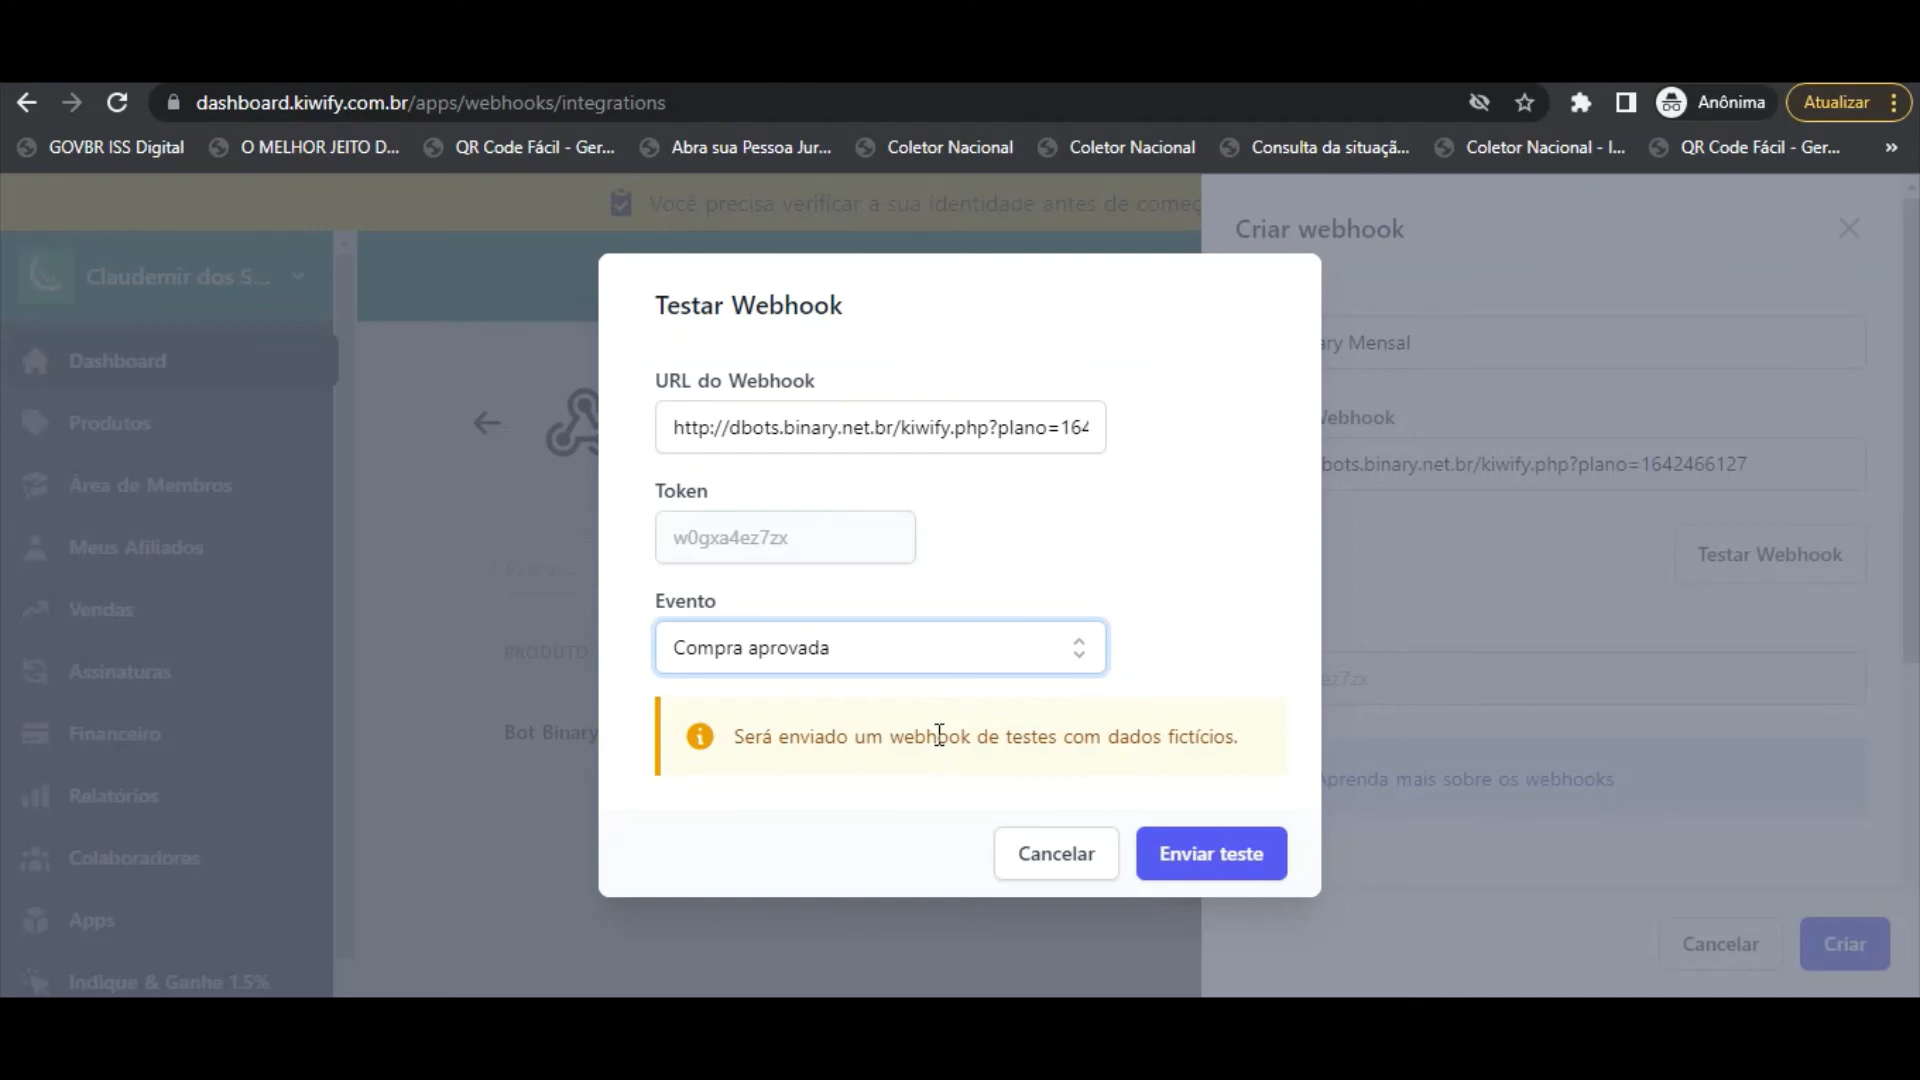 dashboard.kiwify.com.br/apps/webhooks/integrations
Anônima
Atualizar
GOVBR ISS Digital
O MELHOR JEITO D...
QR Code Fácil - Ger...
Abra sua Pessoa Jur...
Coletor Nacional
Coletor Nacional
Consulta da situaçã...
Coletor Nacional - I...
QR Code Fácil - Ger...
»
Você precisa verificar a sua identidade antes de começ
Claudemir dos S...
Dashboard
Produtos
Área de Membros
Meus Afiliados
Vendas
Assinaturas
Financeiro
Relatórios
Colaboradores
Apps
Indique & Ganhe 1.5%
PRODUTO
Bot Binary
Testar Webhook
URL do Webhook
http://dbots.binary.net.br/kiwify.php?plano=164
Token
w0gxa4ez7zx
Evento
Compra aprovada
Será enviado um webhook de testes com dados fictícios.
Cancelar
Enviar teste
Criar webhook
ary Mensal
Webhook
bots.binary.net.br/kiwify.php?plano=1642466127
Testar Webhook
ez7zx
Aprenda mais sobre os webhooks
Cancelar
Criar